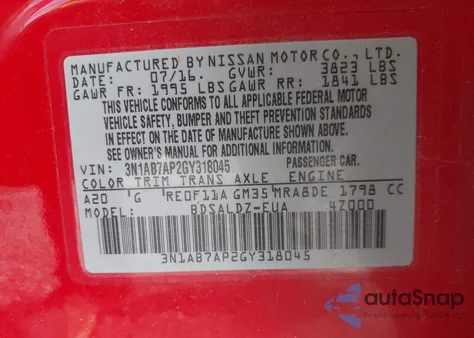 MANUFACTURED BY NISSAN MOTOR CO., LTD.
07/16. GVWR: 3823 LBS
GAWR FR: 1995 LBS GAWR RR: 1841 LBS
THIS VEHICLE CONFORMS TO ALL APPLICABLE FEDERAL MOTOR
VEHICLE SAFETY, BUMPER, AND THEFT PREVENTION STANDARDS
IN EFFECT ON THE DATE OF MANUFACTURE SHOWN ABOVE.
SEE OWNER'S MANUAL FOR ADDITIONAL INFORMATION.
VIN: 3N1AB7AP2GY318045 PASSENGER CAR.
COLOR TRIM TRANS AXLE ENGINE
A20 G RE0F11A GM35 MRA8DE 1798 CC
MODEL: BDSALDZ-EUA 4Z000
3N1AB7AP2GY318045
autoSnap